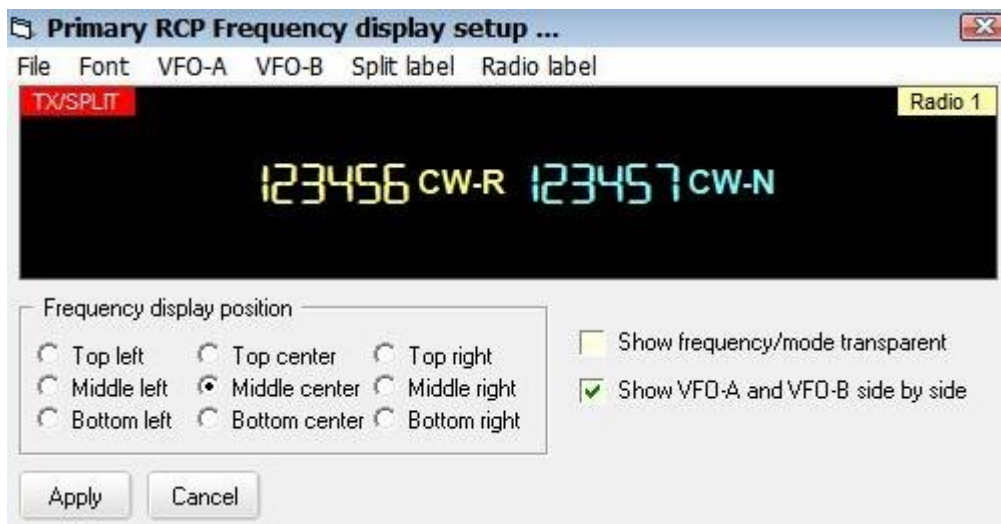 Primary RCP Frequency display setup ...
File Font VFO-A VFO-B Split label Radio label
TX/SPLIT Radio 1
123456 CW-R 123457 CW-N
Frequency display position
Top left Top center Top right
Middle left Middle center Middle right
Bottom left Bottom center Bottom right
Show frequency/mode transparent
Show VFO-A and VFO-B side by side
Apply Cancel